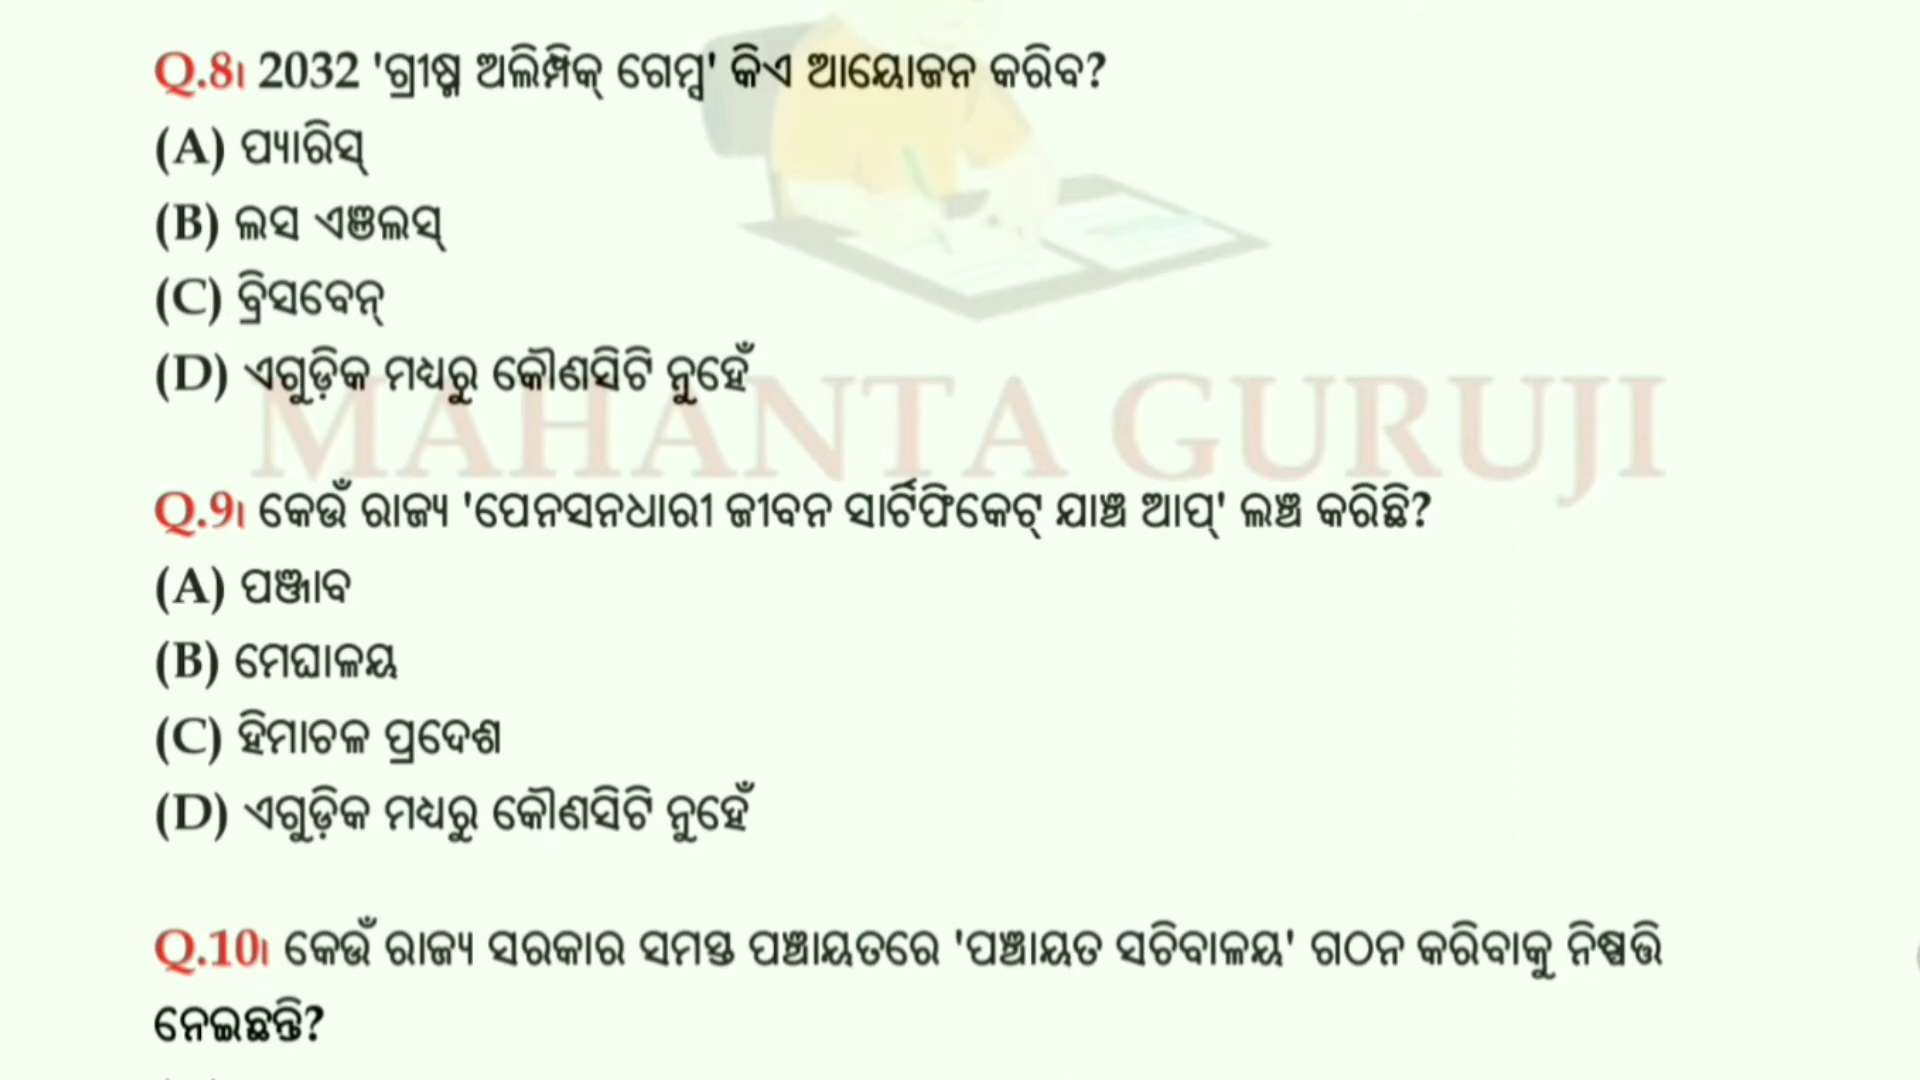 Q.8। 2032 'ଗ୍ରୀଷ୍ମ ଅଲିମ୍ପିକ୍ ଗେମ୍ସ' କିଏ ଆୟୋଜନ କରିବ?
(A) ପ୍ୟାରିସ୍
(B) ଲସ ଏଞ୍ଜଲସ୍
(C) ବ୍ରିସବେନ୍
(D) ଏଗୁଡ଼ିକ ମଧ୍ୟରୁ କୌଣସିଟି ନୁହେଁ
MAHANTA GURUJI
Q.9। କେଉଁ ରାଜ୍ୟ 'ପେନସନଧାରୀ ଜୀବନ ସାର୍ଟିଫିକେଟ୍ ଯାଞ୍ଚ ଆପ୍' ଲଞ୍ଚ କରିଛି?
(A) ପଞ୍ଜାବ
(B) ମେଘାଳୟ
(C) ହିମାଚଳ ପ୍ରଦେଶ
(D) ଏଗୁଡ଼ିକ ମଧ୍ୟରୁ କୌଣସିଟି ନୁହେଁ
Q.10। କେଉଁ ରାଜ୍ୟ ସରକାର ସମସ୍ତ ପଞ୍ଚାୟତରେ 'ପଞ୍ଚାୟତ ସଚିବାଳୟ' ଗଠନ କରିବାକୁ ନିଷ୍ପତ୍ତି
ନେଇଛନ୍ତି?